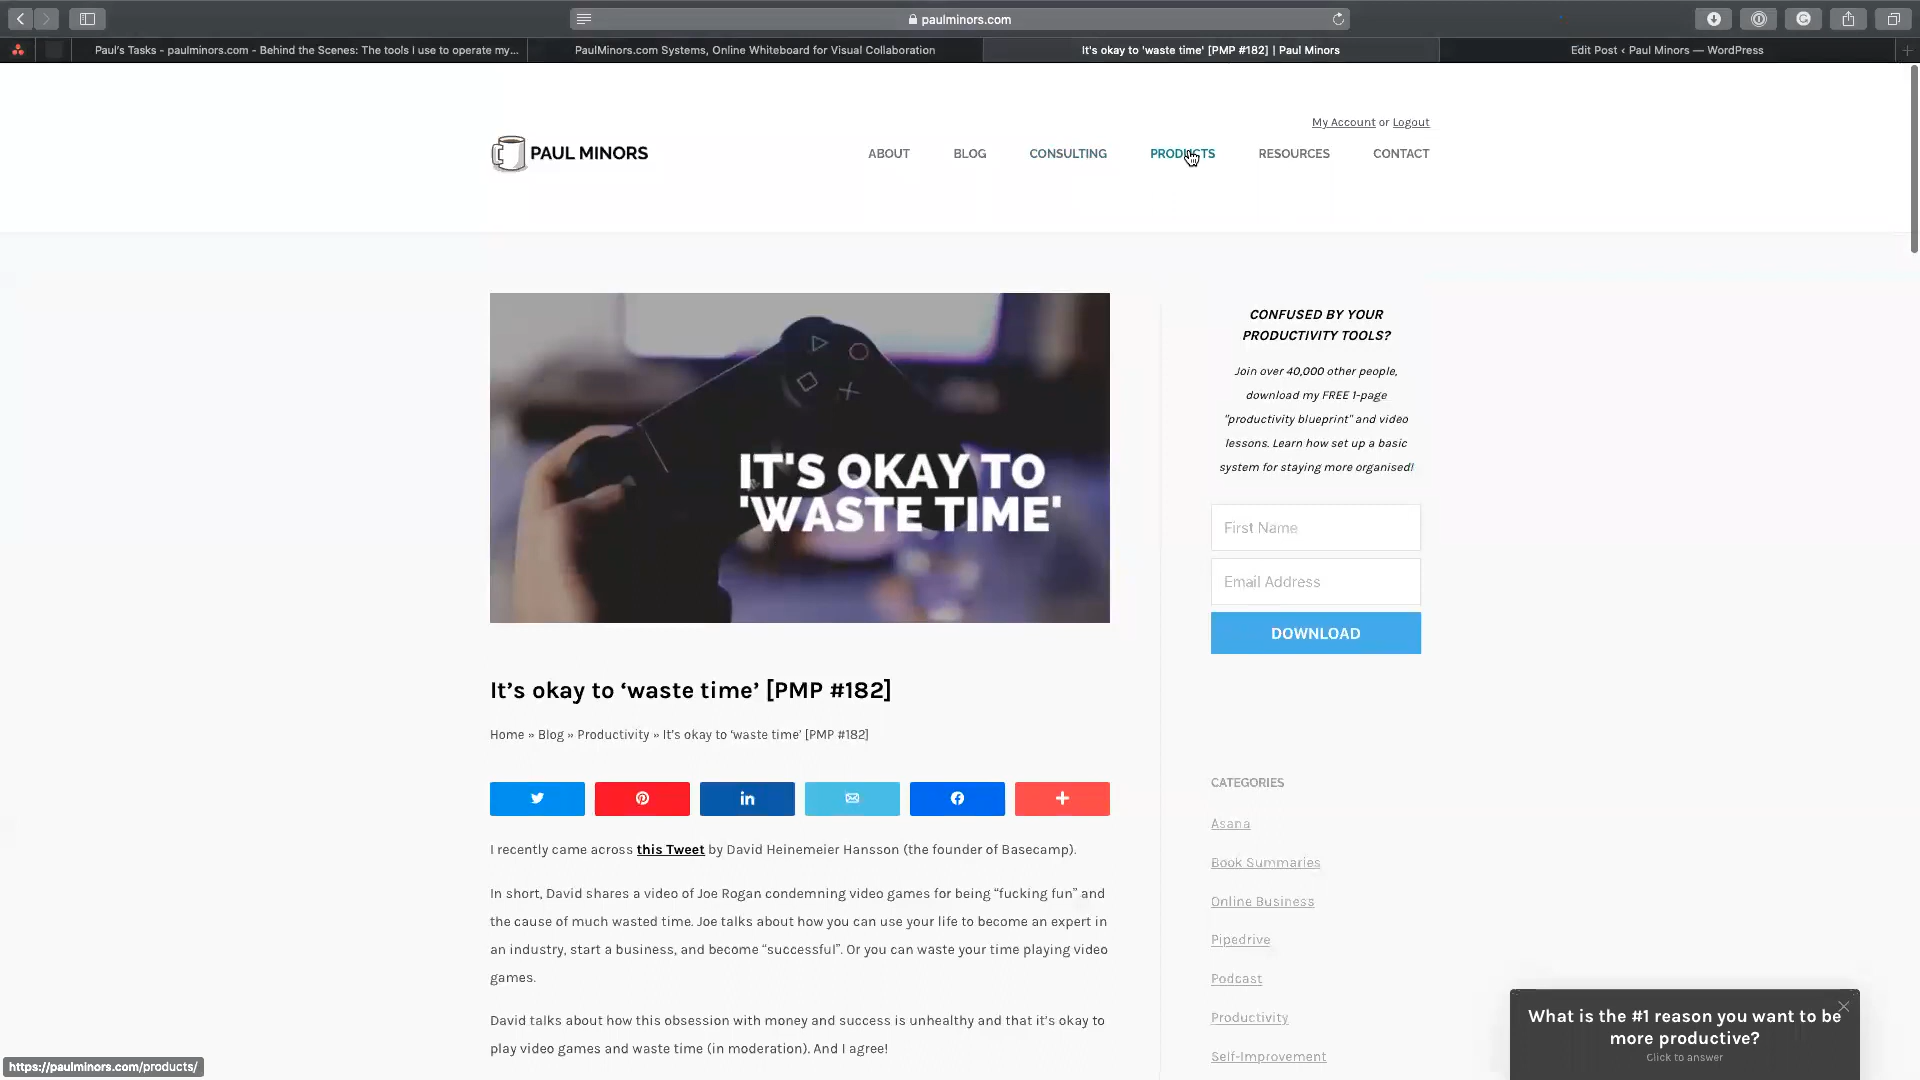 paulminors.com
Paul's Tasks - paulminors.com - Behind the Scenes: The tools I use to operate my...
PaulMinors.com Systems, Online Whiteboard for Visual Collaboration
It's okay to 'waste time' [PMP #182] | Paul Minors
Edit Post ‹ Paul Minors — WordPress
My Account or Logout
PAUL MINORS
ABOUT
BLOG
CONSULTING
PRODUCTS
RESOURCES
CONTACT
IT'S OKAY TO
'WASTE TIME'
CONFUSED BY YOUR
PRODUCTIVITY TOOLS?
Join over 40,000 other people,
download my FREE 1-page
"productivity blueprint" and video
lessons. Learn how set up a basic
system for staying more organised!
First Name
Email Address
DOWNLOAD
It's okay to ‘waste time’ [PMP #182]
Home » Blog » Productivity » It's okay to ‘waste time’ [PMP #182]
I recently came across this Tweet by David Heinemeier Hansson (the founder of Basecamp).
In short, David shares a video of Joe Rogan condemning video games for being “fucking fun” and
the cause of much wasted time. Joe talks about how you can use your life to become an expert in
an industry, start a business, and become “successful”. Or you can waste your time playing video
games.
David talks about how this obsession with money and success is unhealthy and that it's okay to
play video games and waste time (in moderation). And I agree!
CATEGORIES
Asana
Book Summaries
Online Business
Pipedrive
Podcast
Productivity
Self-Improvement
What is the #1 reason you want to be
more productive?
Click to answer
https://paulminors.com/products/